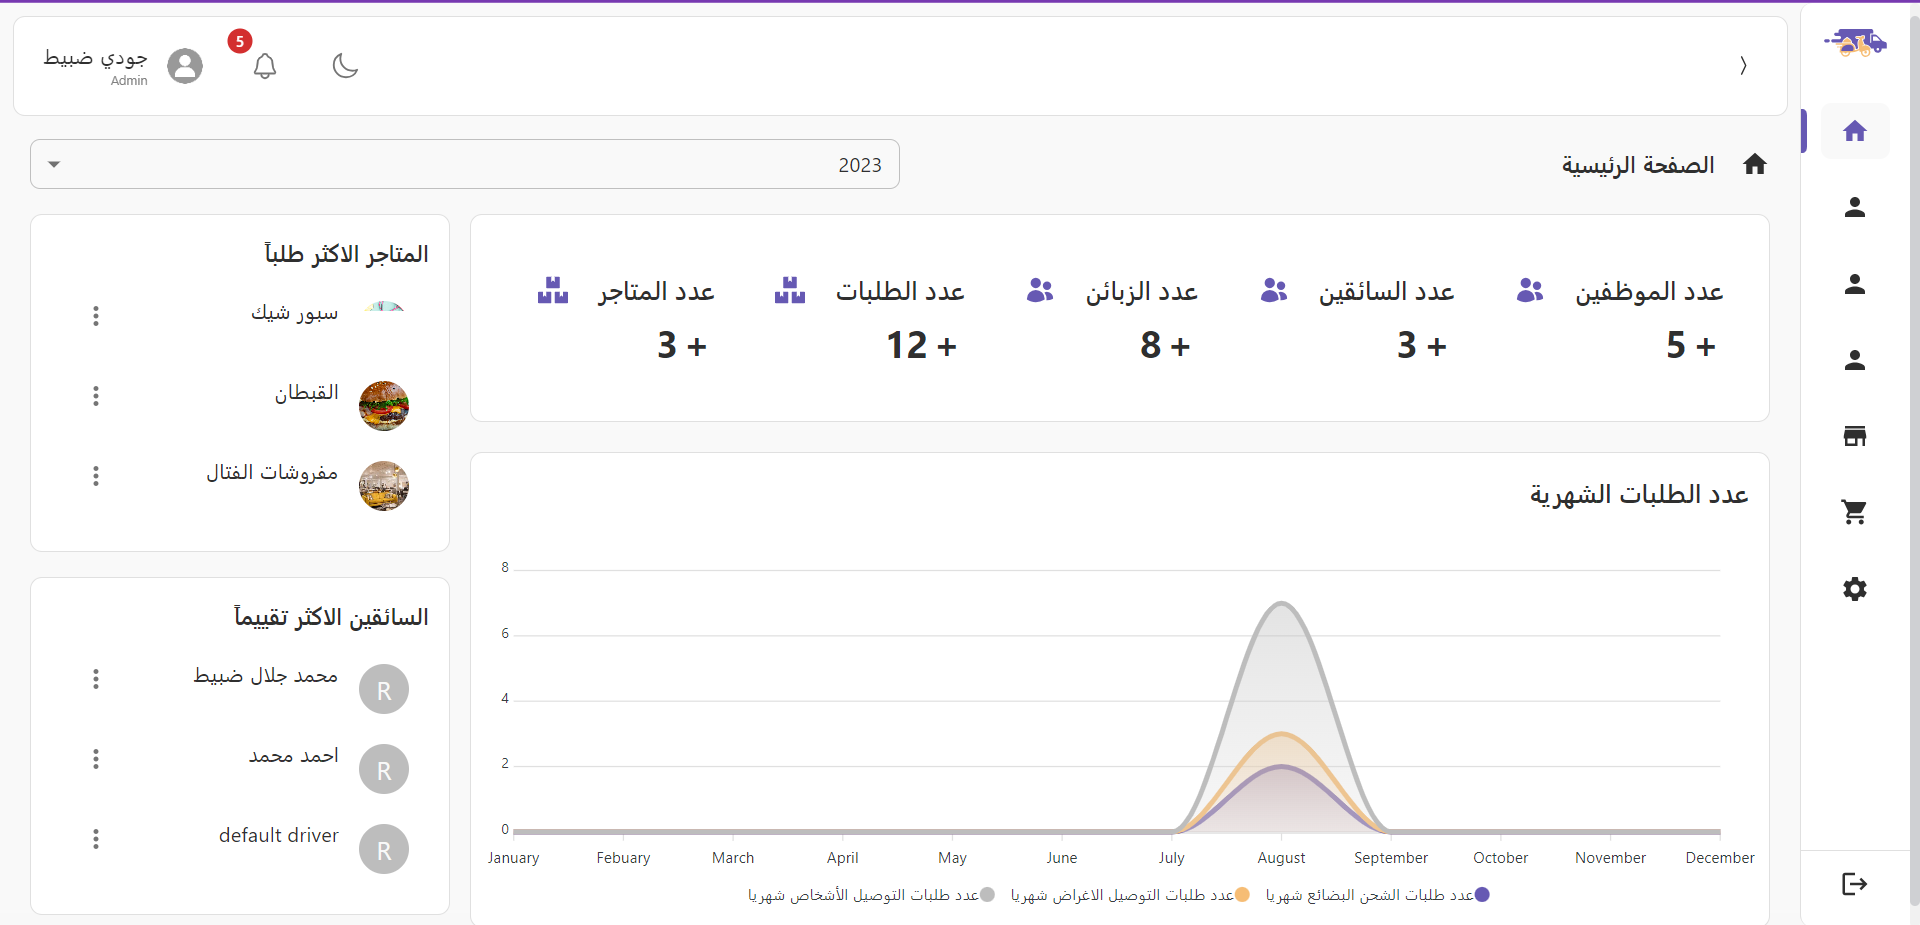 جودي ضبيط
Admin
5
الصفحة الرئيسية
2023
عدد الموظفين
5 +
عدد السائقين
3 +
عدد الزبائن
8 +
عدد الطلبات
12 +
عدد المتاجر
3 +
المتاجر الاكثر طلباً
سبور شيك
القبطان
مفروشات الفتال
السائقين الاكثر تقييماً
R
محمد جلال ضبيط
R
احمد محمد
R
default driver
عدد الطلبات الشهرية
8
6
4
2
0
January Febuary March April May June July August September October November December
عدد طلبات الشحن البضائع شهريا
عدد طلبات التوصيل الاغراض شهريا
عدد طلبات التوصيل الأشخاص شهريا